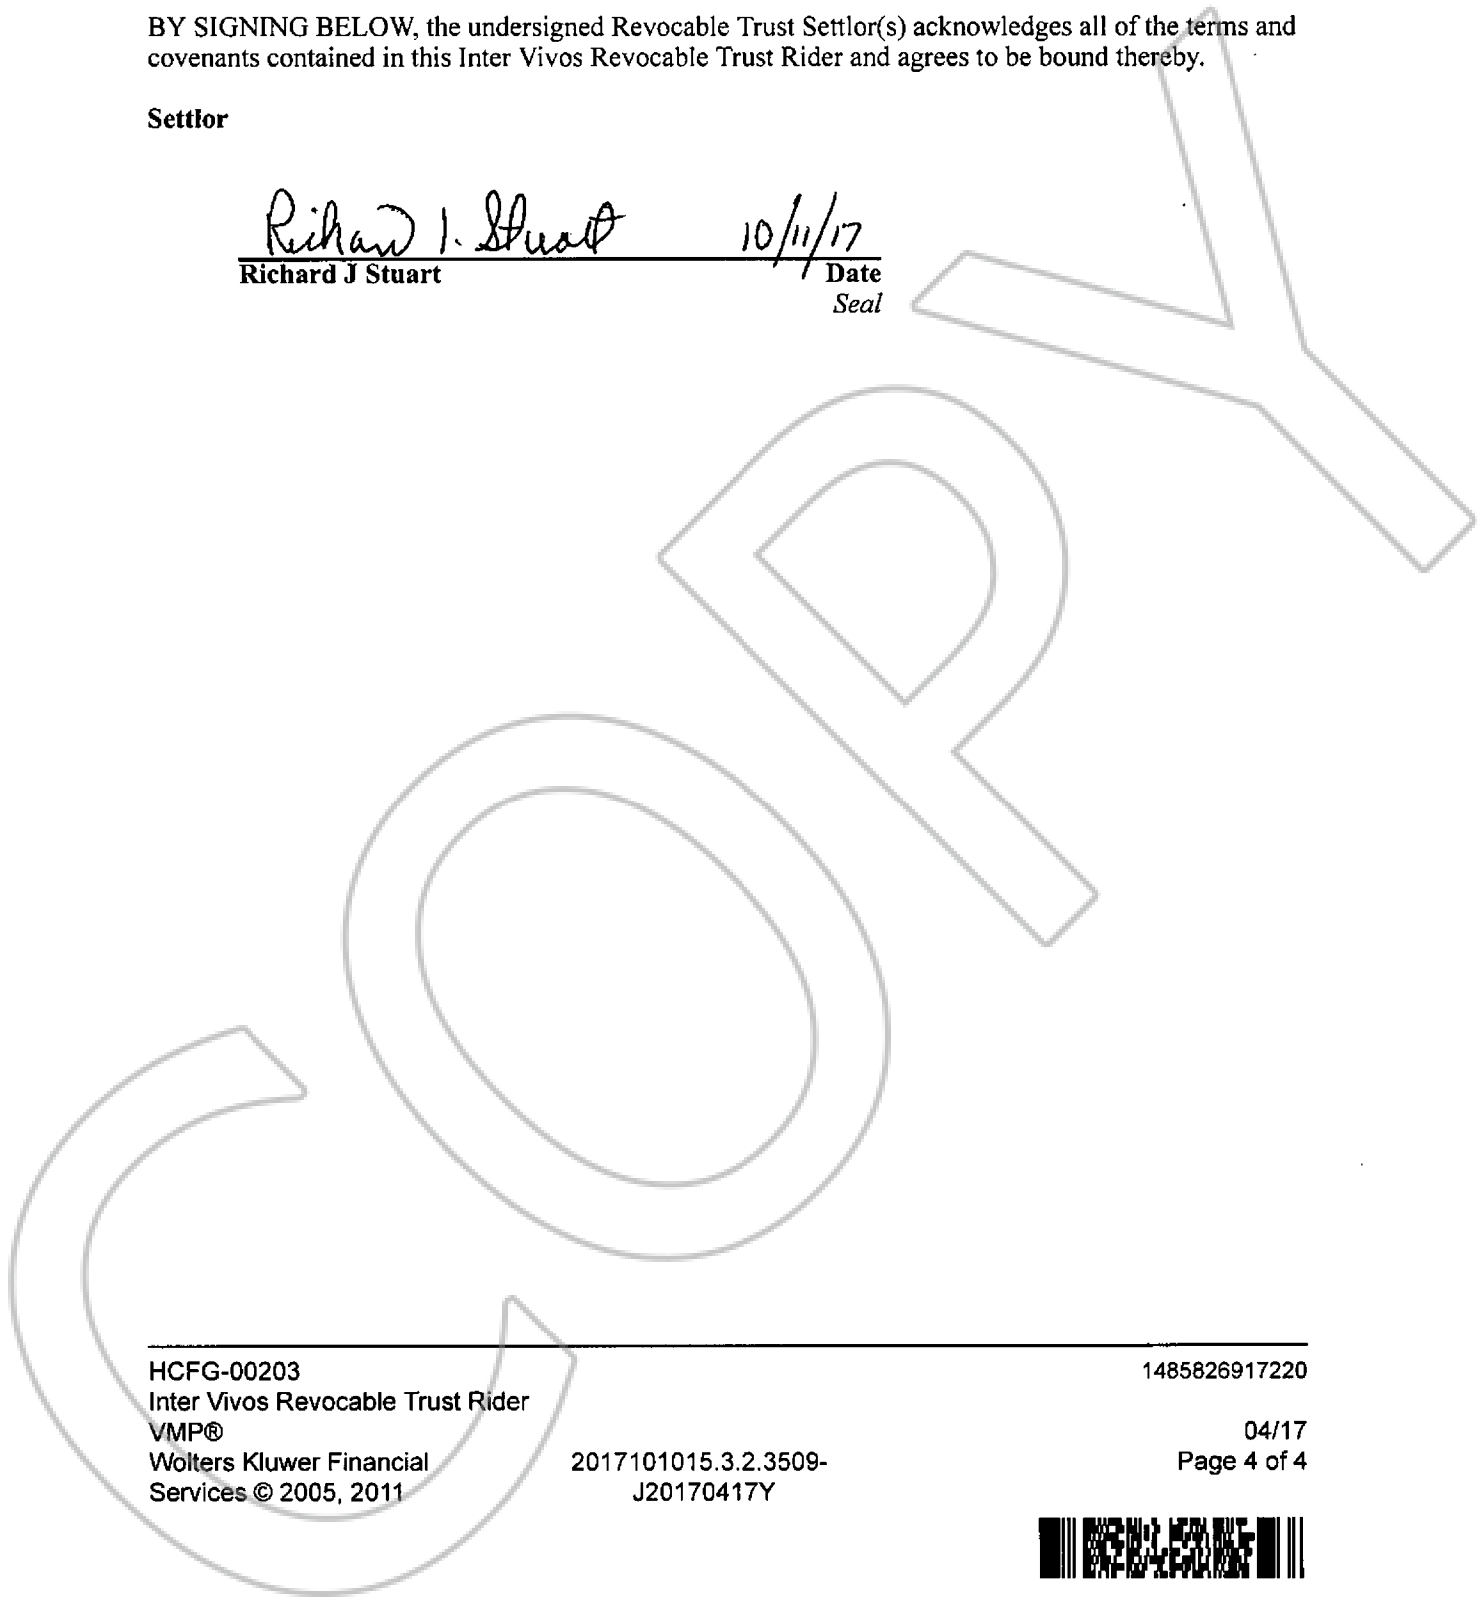 BY SIGNING BELOW, the undersigned Revocable Trust Settlor(s) acknowledges all of the terms and
covenants contained in this Inter Vivos Revocable Trust Rider and agrees to be bound thereby.
Settlor
Richard J. Stuart 10/11/17
Richard J Stuart Date
Seal
COPY
HCFG-00203 1485826917220
Inter Vivos Revocable Trust Rider
VMP® 04/17
Wolters Kluwer Financial 2017101015.3.2.3509- Page 4 of 4
Services © 2005, 2011 J20170417Y